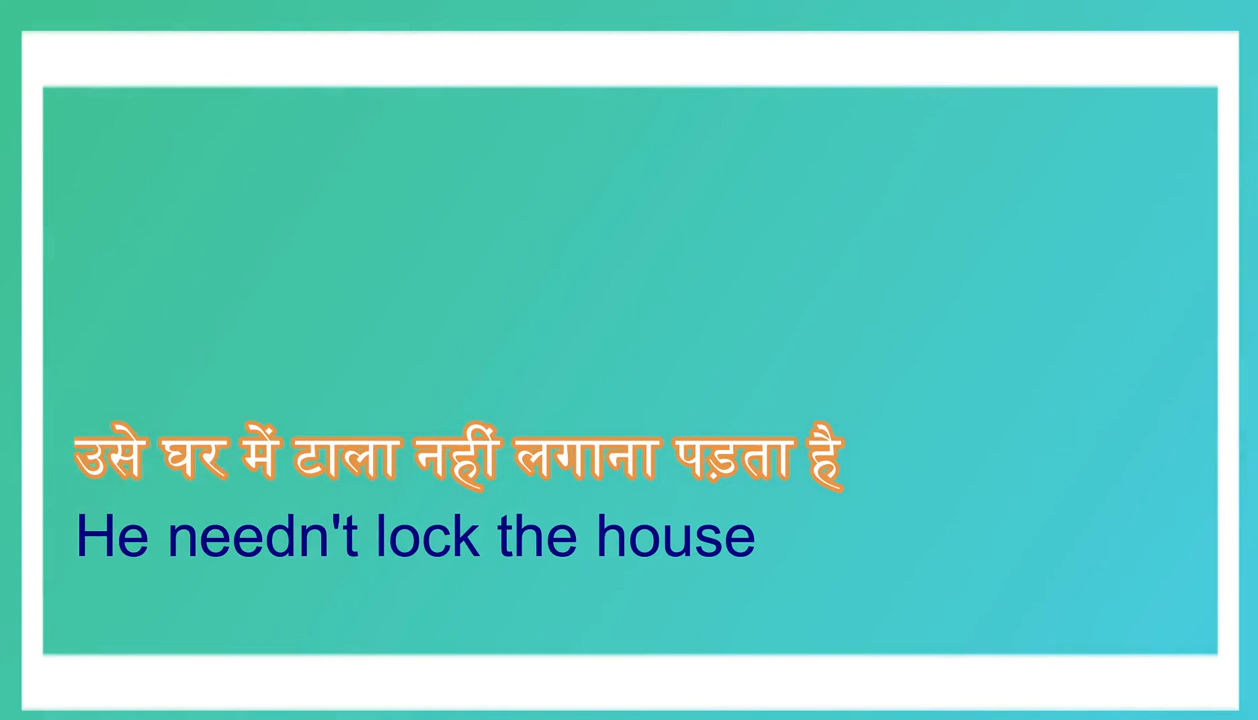 उसे घर में टाला नहीं लगाना पड़ता है
He needn't lock the house